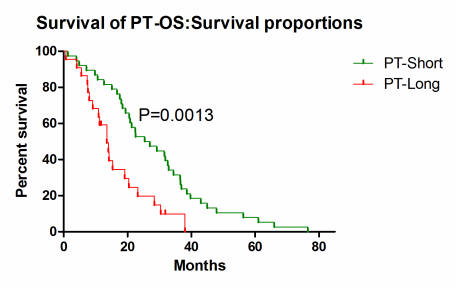 Survival of PT-OS:Survival proportions
100
80
60
40
20
0
0 20 40 60 80
Percent survival
Months
P=0.0013
PT-Short
PT-Long